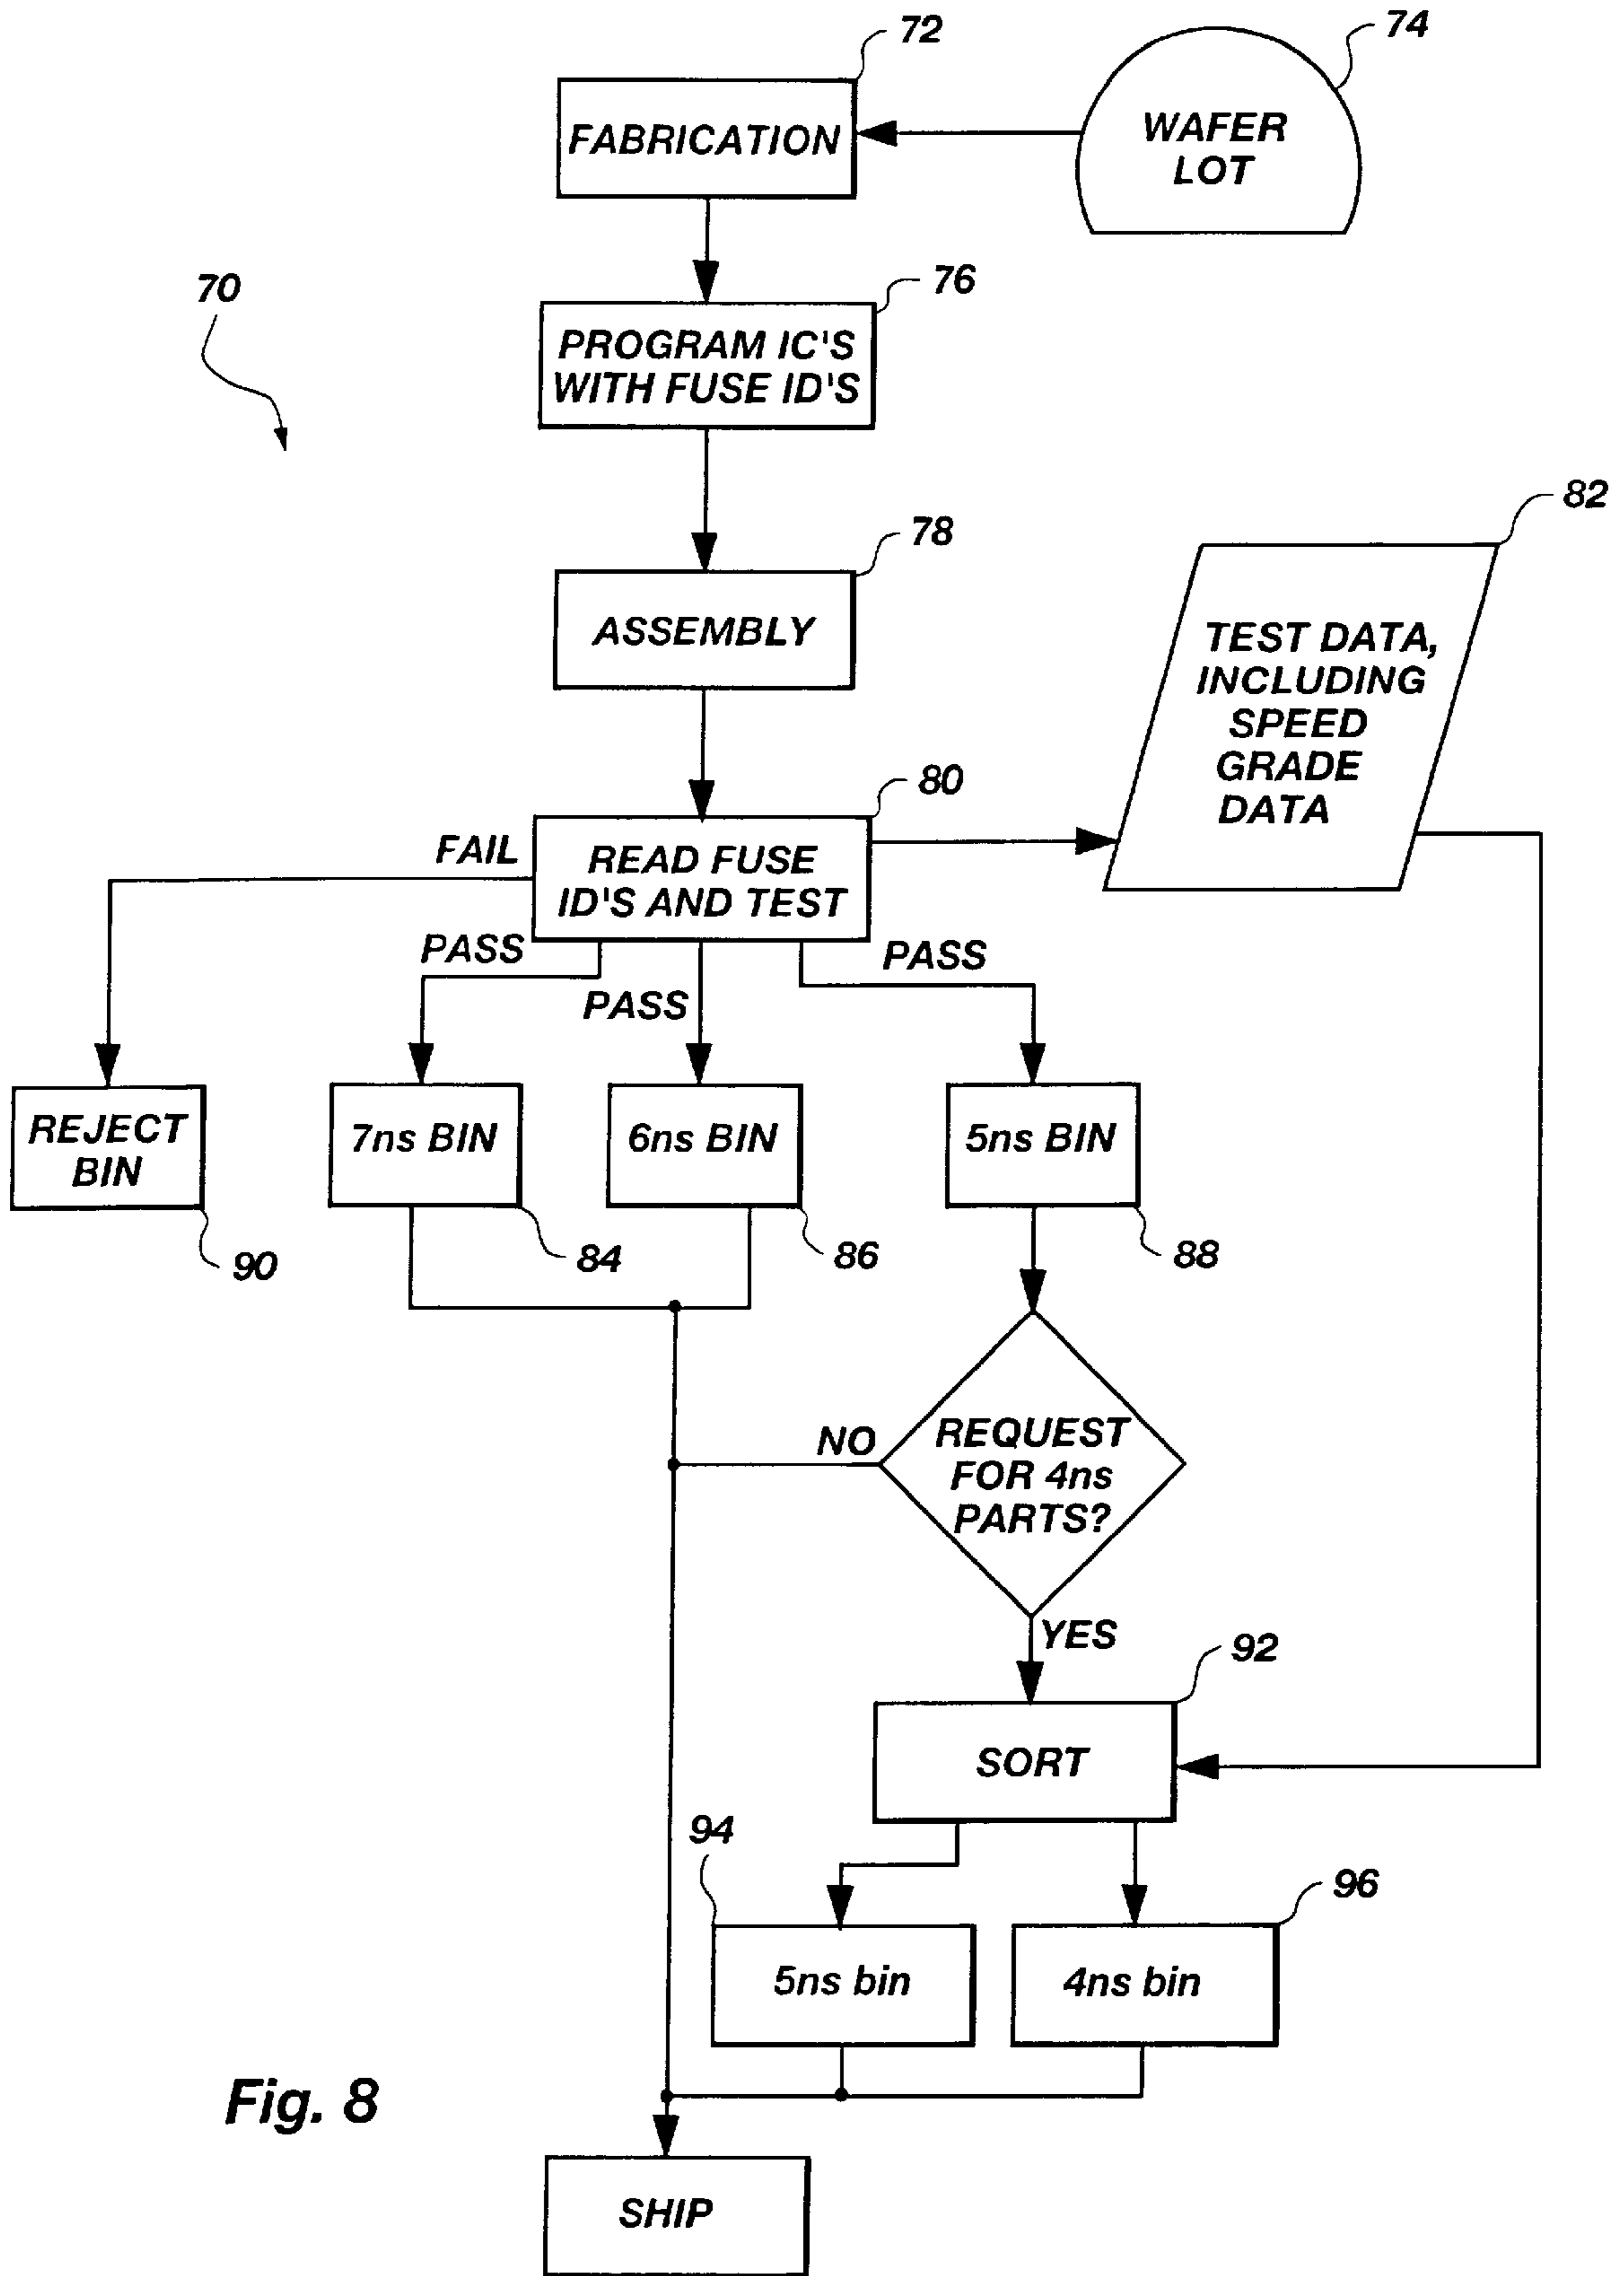 72
74
FABRICATION
WAFER
LOT
70
76
PROGRAM IC'S
WITH FUSE ID'S
78
82
ASSEMBLY
TEST DATA,
INCLUDING
SPEED
GRADE
DATA
80
FAIL
READ FUSE
ID'S AND TEST
PASS
PASS
PASS
REJECT
BIN
7ns BIN
6ns BIN
5ns BIN
90
84
86
88
NO
REQUEST
FOR 4ns
PARTS?
YES
92
SORT
94
96
5ns bin
4ns bin
Fig. 8
SHIP